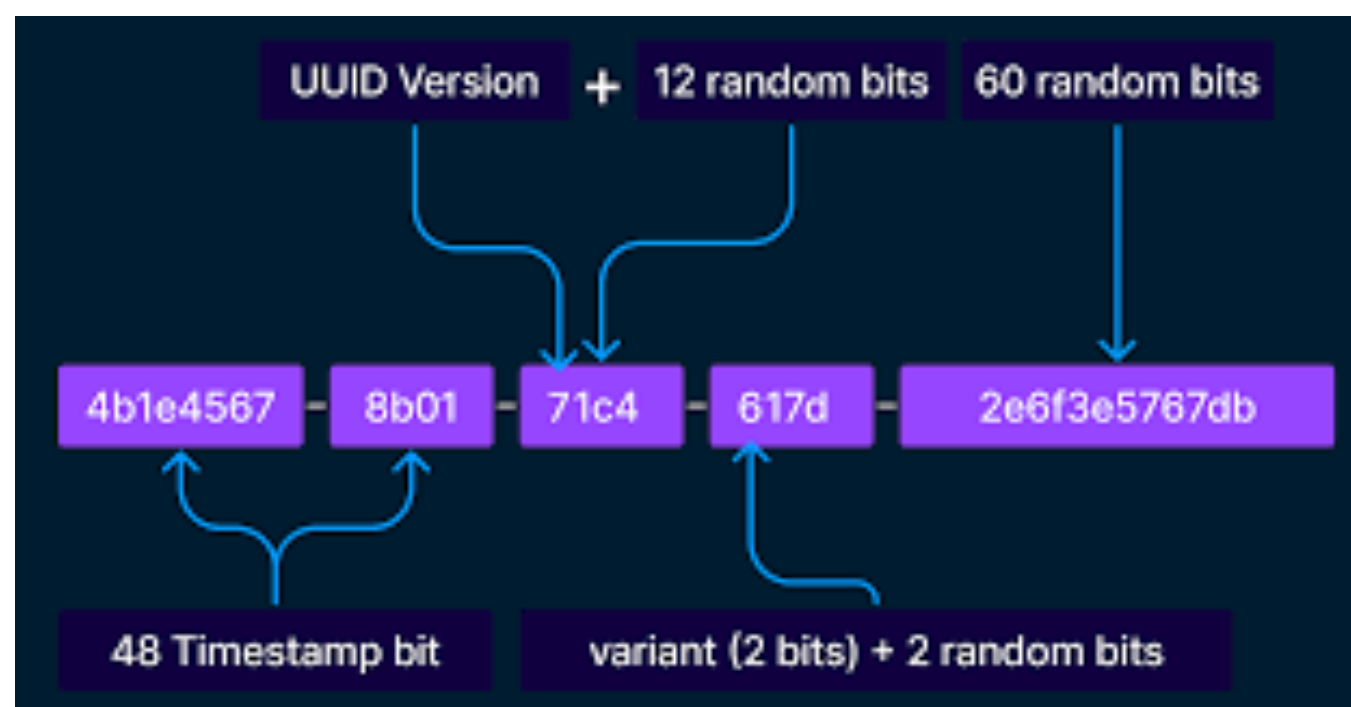 UUID Version + 12 random bits 60 random bits
4b1e4567 - 8b01 - 71c4 - 617d - 2e6f3e5767db
48 Timestamp bit variant (2 bits) + 2 random bits